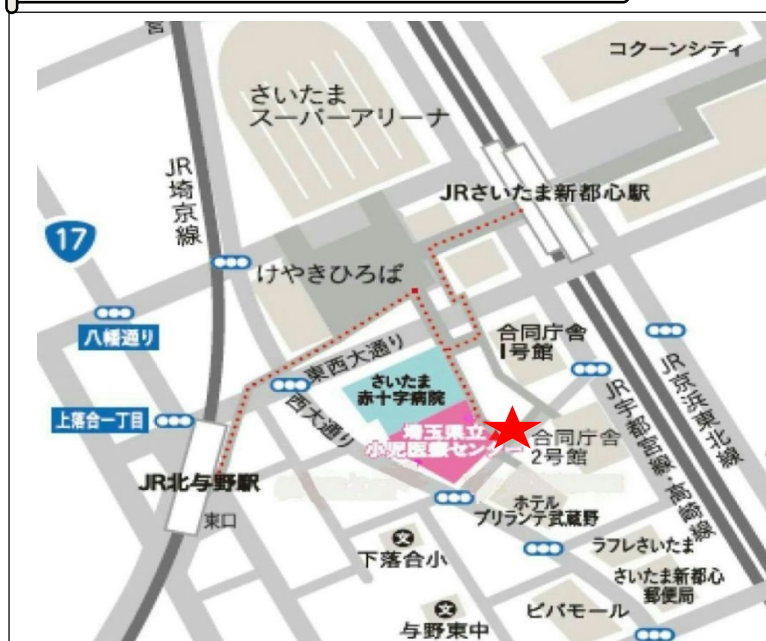 宮
コクーンシティ
さいたま
スーパーアリーナ
JR
埼京線
JRさいたま新都心駅
17
けやきひろば
八幡通り
合同庁舎
1号館
東西大通り
さいたま
赤十字病院
西大通り
上落合一丁目
埼玉県立
小児医療センター
合同庁舎
2号館
JR宇都宮線・高崎線
JR京浜東北線
JR北与野駅
東口
ホテル
ブリランテ武蔵野
文
下落合小
ラフレさいたま
さいたま新都心
郵便局
文
与野東中
ビバモール